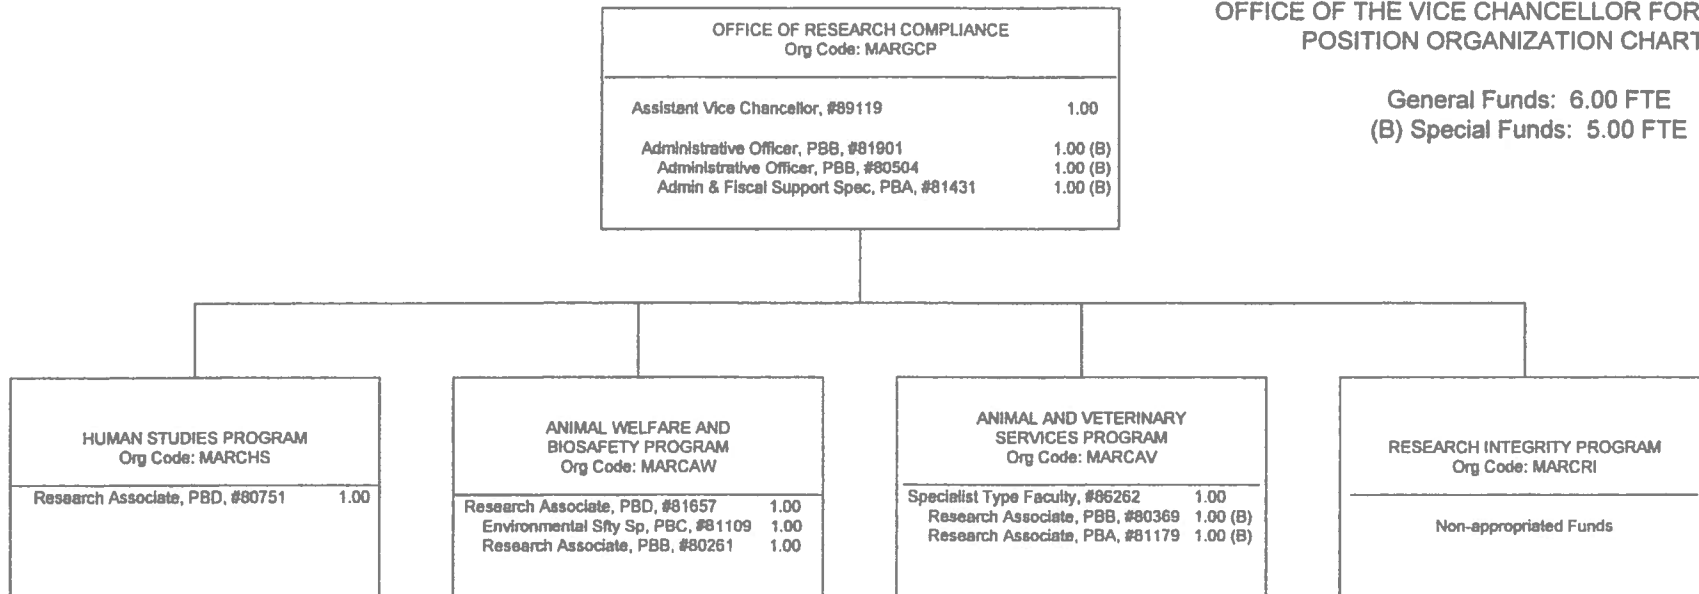 OFFICE OF THE VICE CHANCELLOR FOR
POSITION ORGANIZATION CHART
General Funds: 6.00 FTE
(B) Special Funds: 5.00 FTE
OFFICE OF RESEARCH COMPLIANCE
Org Code: MARGCP
Assistant Vice Chancellor, #89119 1.00
Administrative Officer, PBB, #81901 1.00 (B)
Administrative Officer, PBB, #80504 1.00 (B)
Admin & Fiscal Support Spec, PBA, #81431 1.00 (B)
HUMAN STUDIES PROGRAM
Org Code: MARCHS
Research Associate, PBD, #80751 1.00
ANIMAL WELFARE AND
BIOSAFETY PROGRAM
Org Code: MARCAW
Research Associate, PBD, #81657 1.00
Environmental Sfty Sp, PBC, #81109 1.00
Research Associate, PBB, #80261 1.00
ANIMAL AND VETERINARY
SERVICES PROGRAM
Org Code: MARCAV
Specialist Type Faculty, #86262 1.00
Research Associate, PBB, #80369 1.00 (B)
Research Associate, PBA, #81179 1.00 (B)
RESEARCH INTEGRITY PROGRAM
Org Code: MARCRI
Non-appropriated Funds